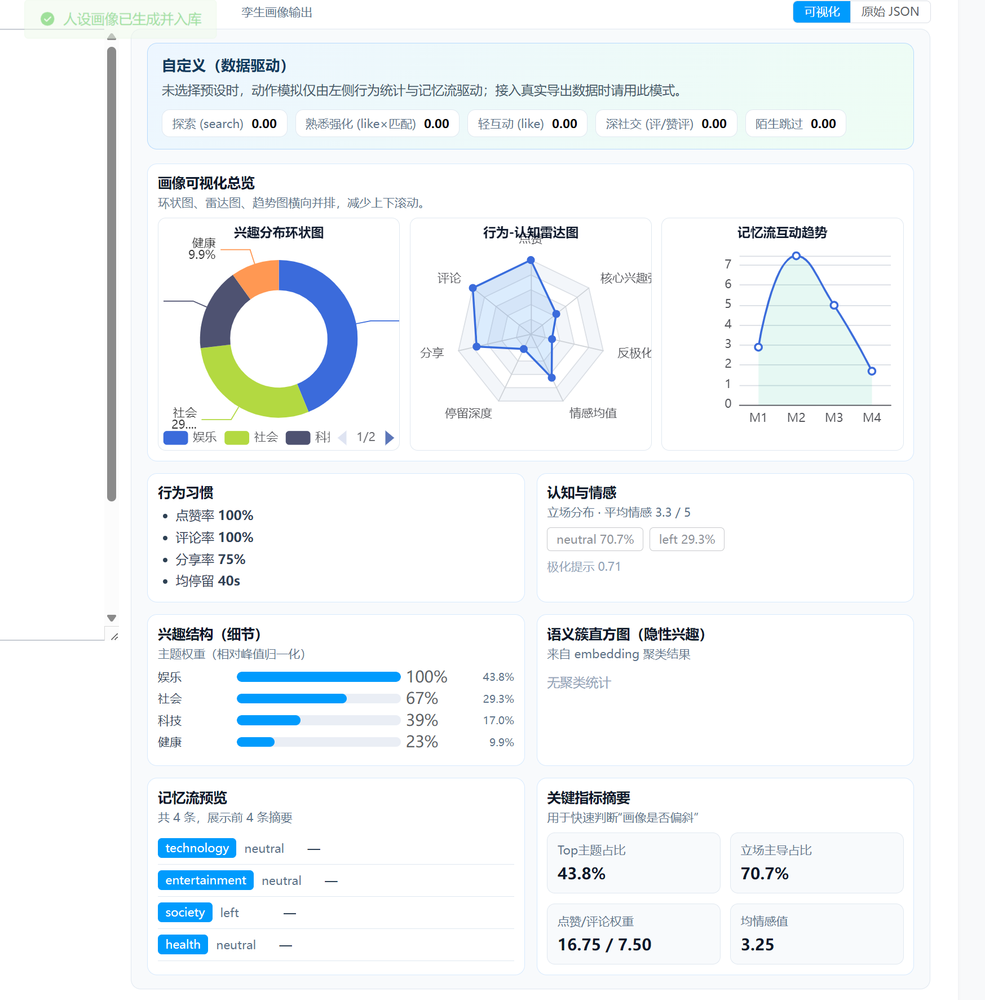 人设画像已生成并入库
孪生画像输出
可视化
原始 JSON
自定义（数据驱动）
未选择预设时，动作模拟仅由左侧行为统计与记忆流驱动；接入真实导出数据时请用此模式。
探索 (search) 0.00
熟悉强化 (like×匹配) 0.00
轻互动 (like) 0.00
深社交 (评/赞评) 0.00
陌生跳过 0.00
画像可视化总览
环状图、雷达图、趋势图横向并排，减少上下滚动。
兴趣分布环状图
健康
9.9%
社会
29....
娱乐
社会
1/2
行为-认知雷达图
点赞
评论
核心兴趣
分享
反极化
停留深度
情感均值
记忆流互动趋势
7
6
5
4
3
2
1
0
M1 M2 M3 M4
行为习惯
点赞率 100%
评论率 100%
分享率 75%
均停留 40s
认知与情感
立场分布 · 平均情感 3.3 / 5
neutral 70.7%
left 29.3%
极化提示 0.71
兴趣结构（细节）
主题权重（相对峰值归一化）
娱乐 100% 43.8%
社会 67% 29.3%
科技 39% 17.0%
健康 23% 9.9%
语义簇直方图（隐性兴趣）
来自 embedding 聚类结果
无聚类统计
记忆流预览
共 4 条，展示前 4 条摘要
technology neutral —
entertainment neutral —
society left —
health neutral —
关键指标摘要
用于快速判断“画像是否偏斜”
Top主题占比
43.8%
立场主导占比
70.7%
点赞/评论权重
16.75 / 7.50
均情感值
3.25